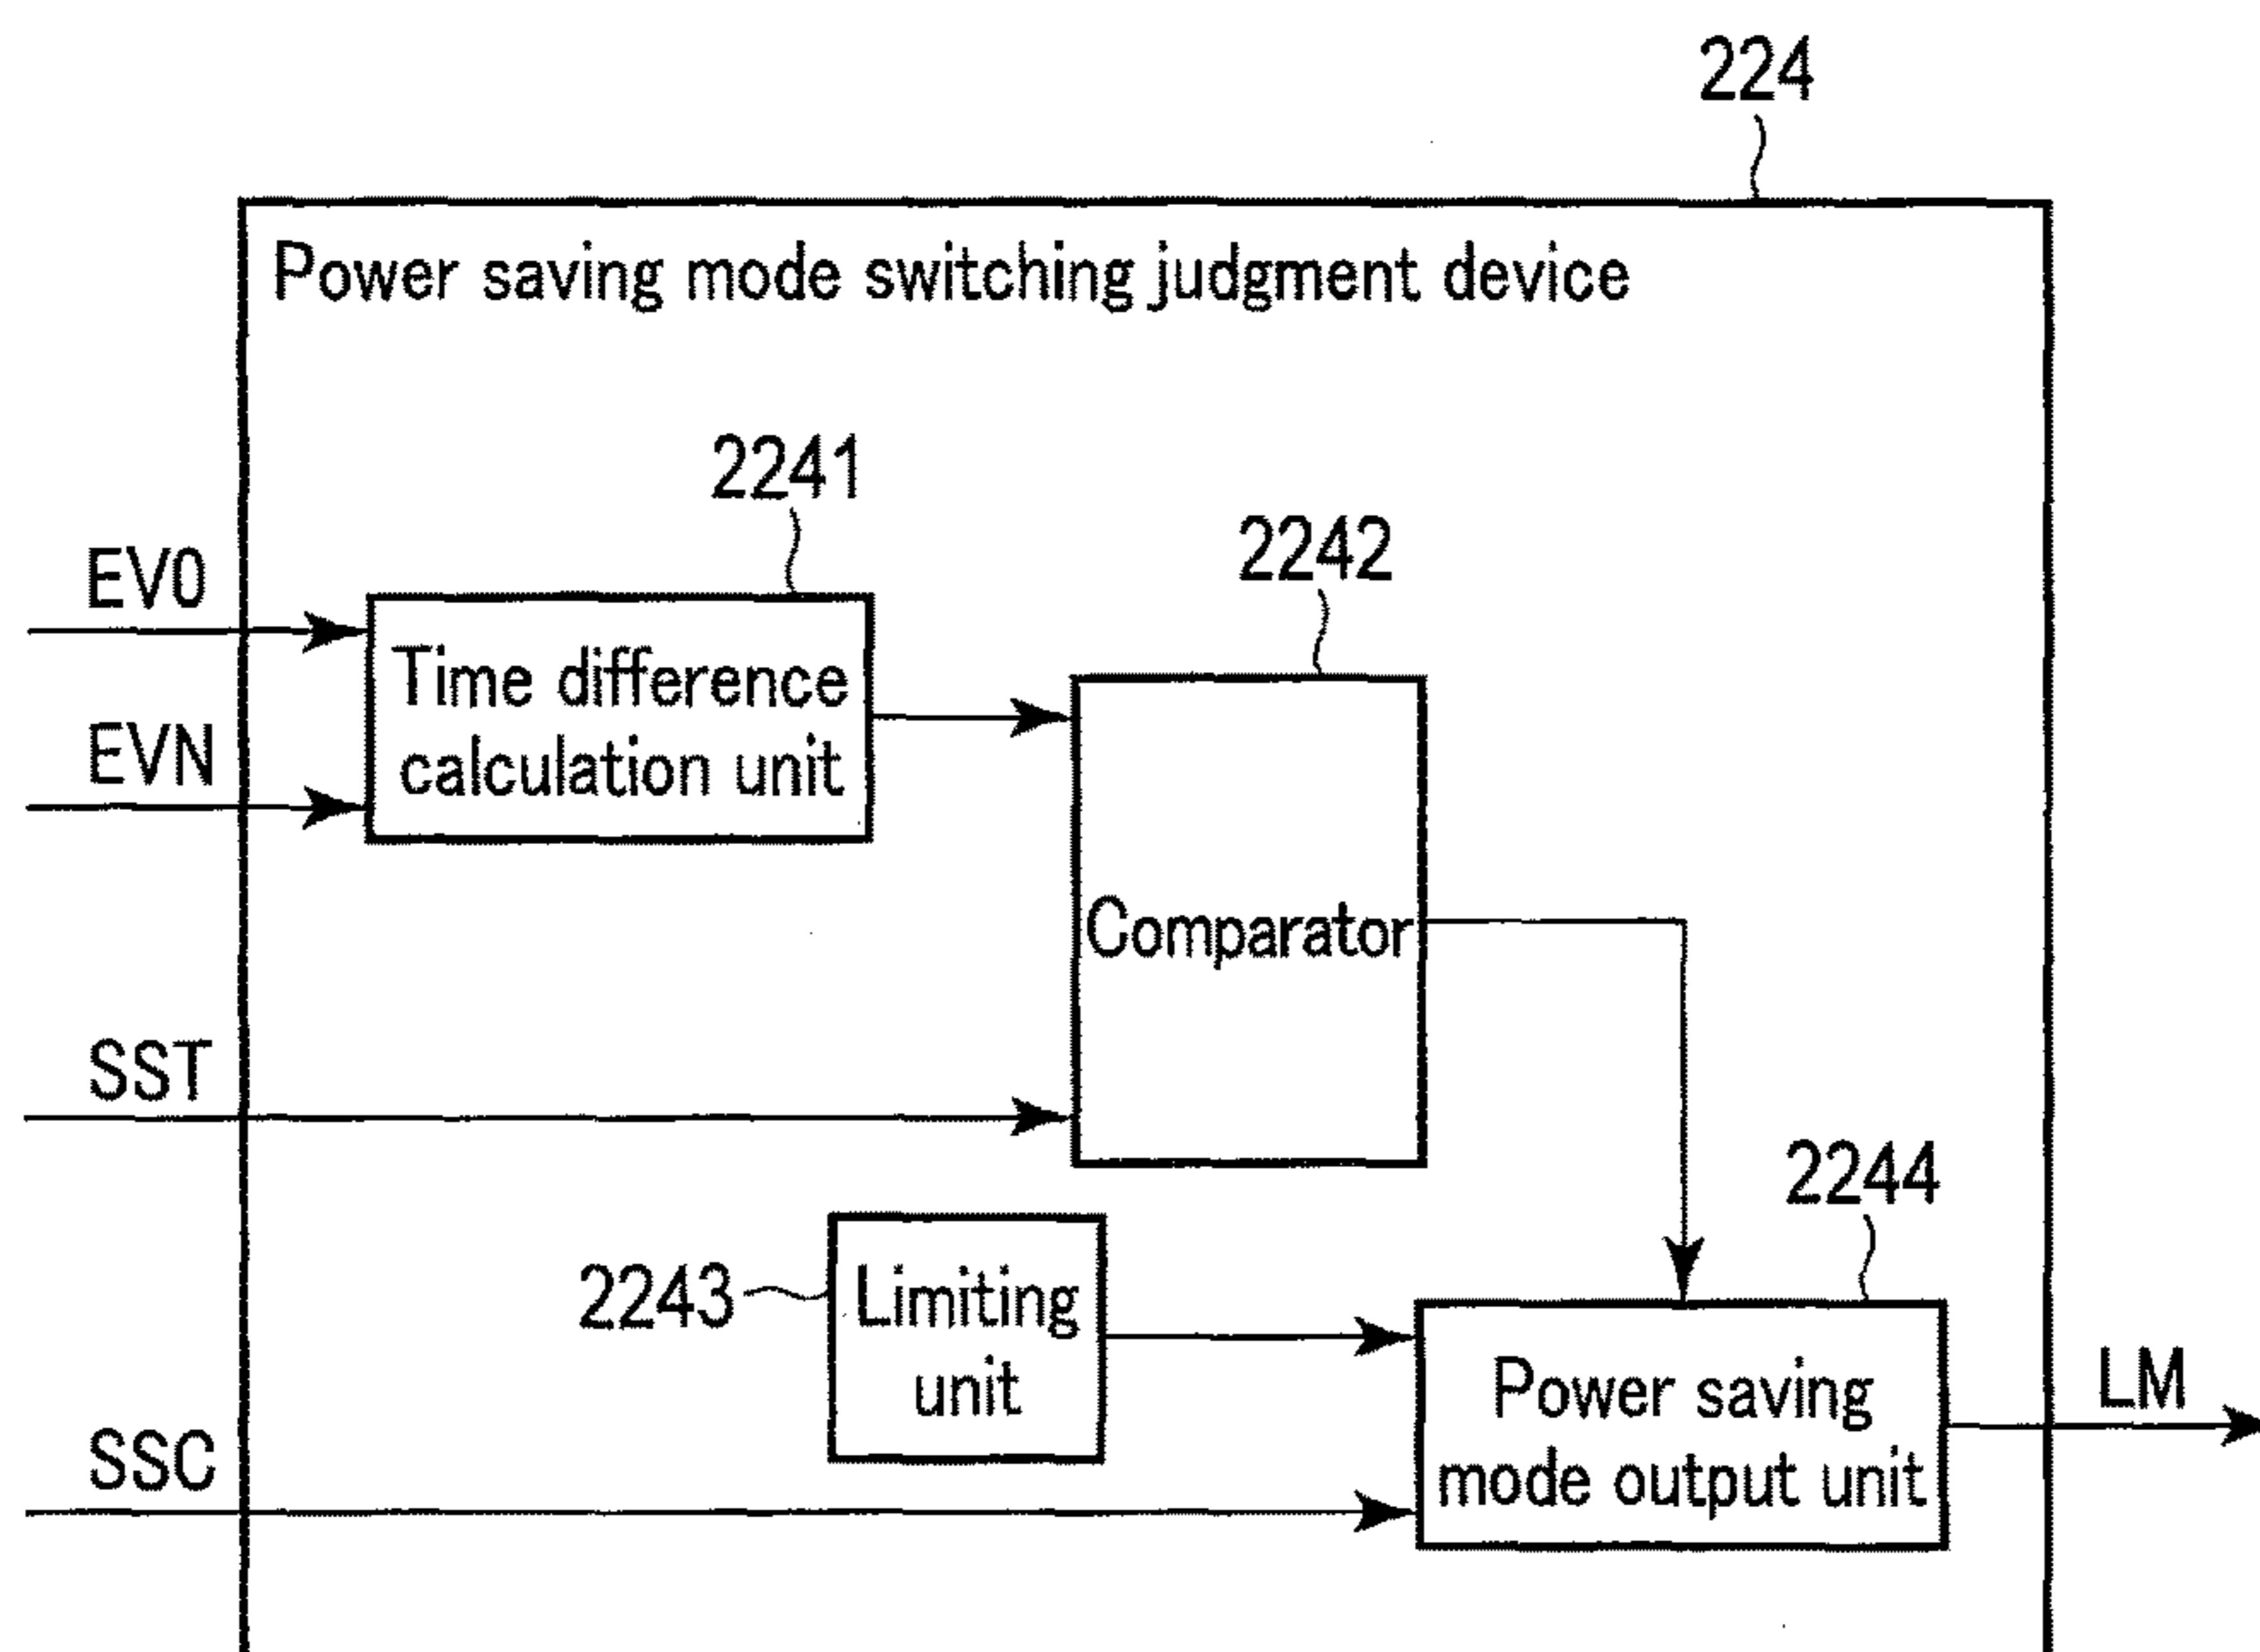 224
Power saving mode switching judgment device
2241
2242
EV0
Time difference
calculation unit
EVN
Comparator
SST
2244
2243
Limiting
unit
Power saving
mode output unit
LM
SSC